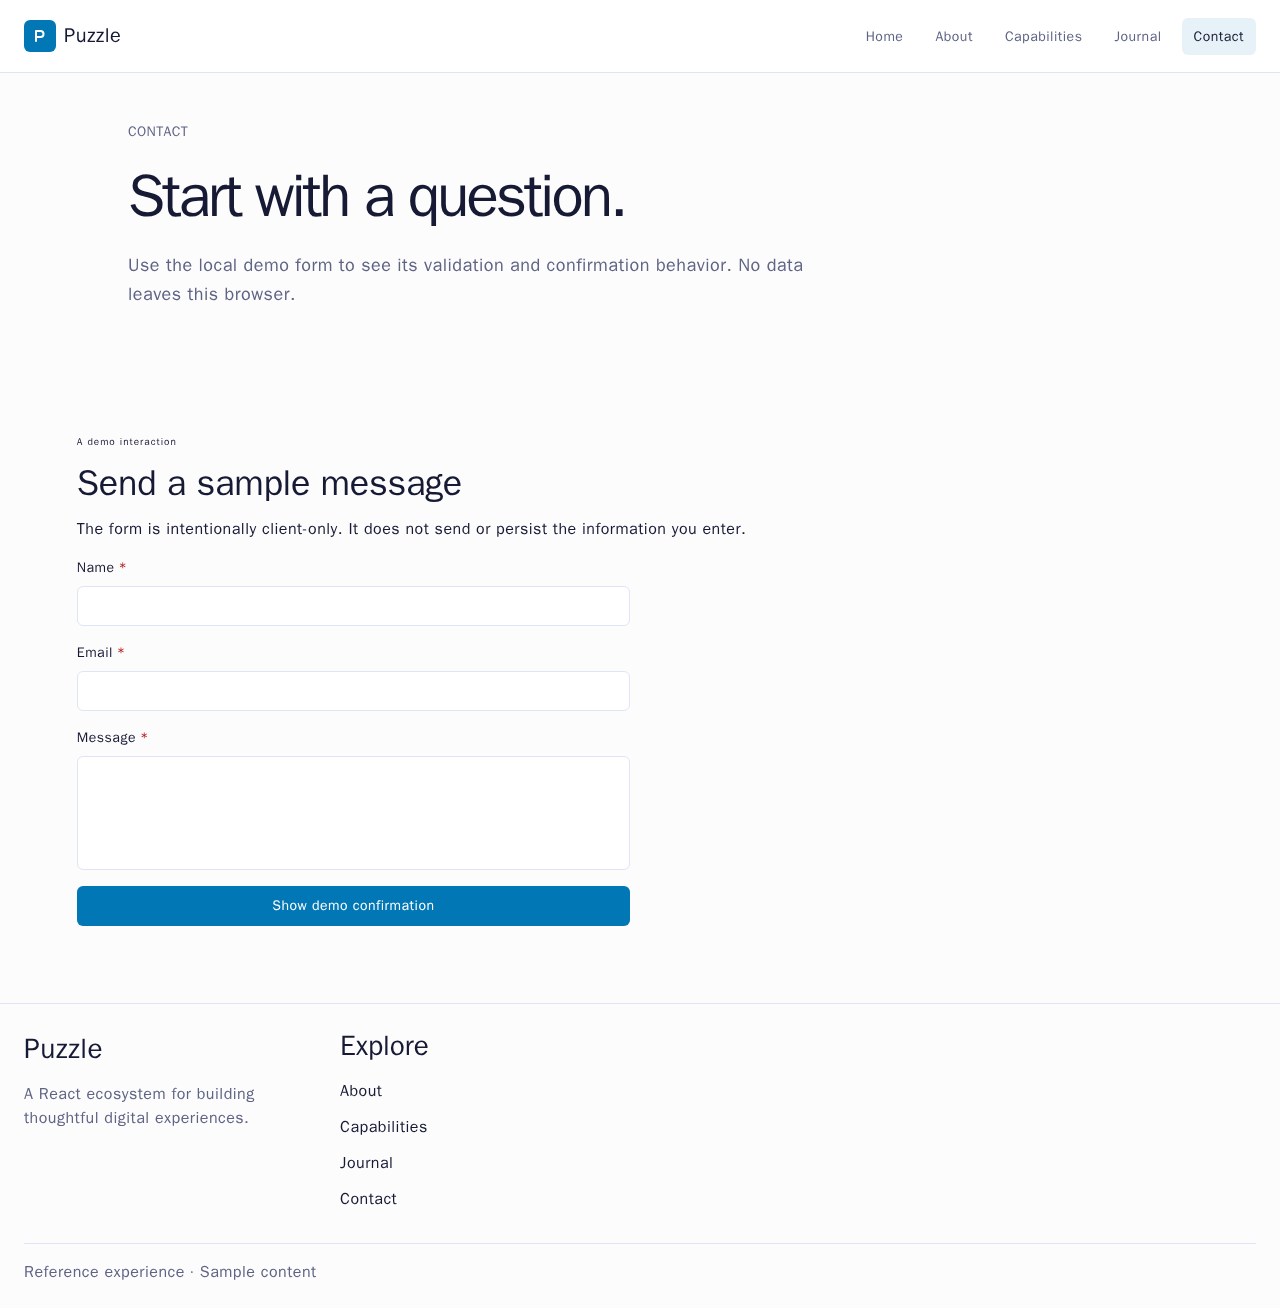 P Puzzle
Home About Capabilities Journal Contact
CONTACT
Start with a question.
Use the local demo form to see its validation and confirmation behavior. No data
leaves this browser.
A demo interaction
Send a sample message
The form is intentionally client-only. It does not send or persist the information you enter.
Name *
Email *
Message *
Show demo confirmation
Puzzle
A React ecosystem for building
thoughtful digital experiences.
Explore
About
Capabilities
Journal
Contact
Reference experience · Sample content